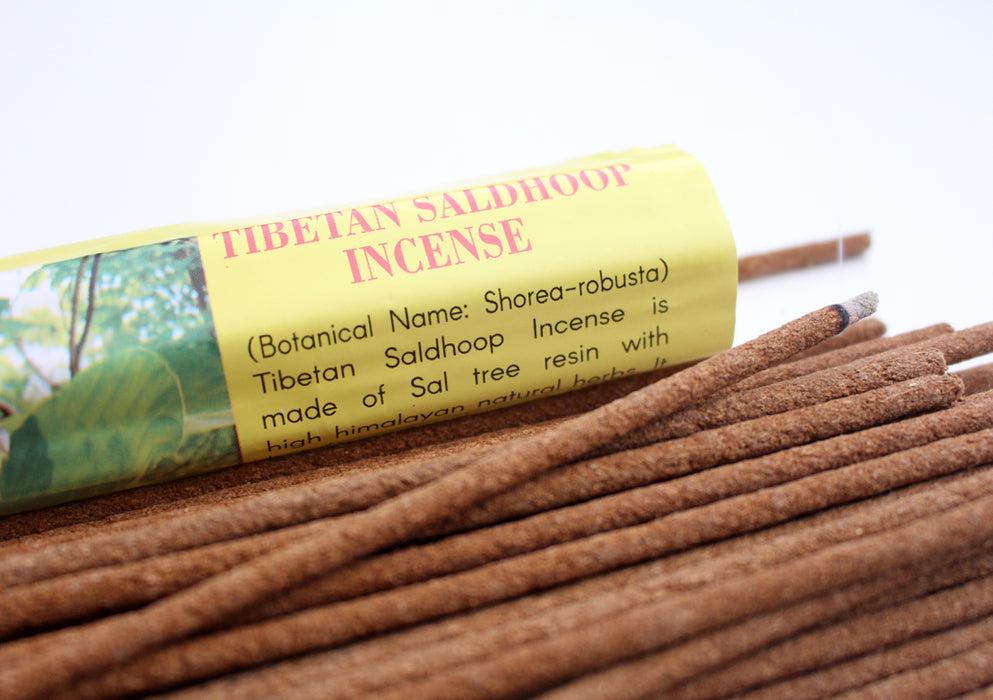 TIBETAN SALDHOOP
INCENSE
(Botanical Name: Shorea-robusta)
Tibetan Saldhoop Incense is
made of Sal tree resin with
high himalayan natural herbs. It